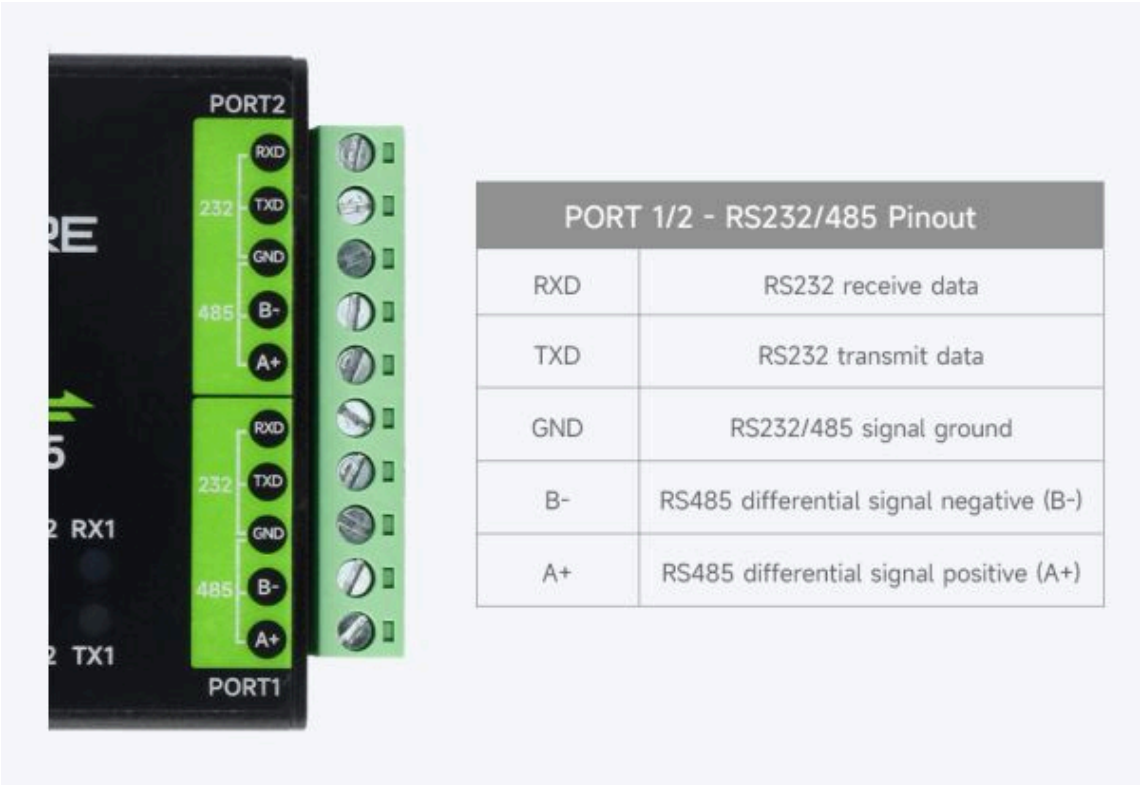 PORT2
RXD
232 TXD
GND
485 B-
A+
RXD
232 TXD
GND
485 B-
A+
PORT1
RE
5
2 RX1
2 TX1
PORT 1/2 - RS232/485 Pinout
RXD RS232 receive data
TXD RS232 transmit data
GND RS232/485 signal ground
B- RS485 differential signal negative (B-)
A+ RS485 differential signal positive (A+)